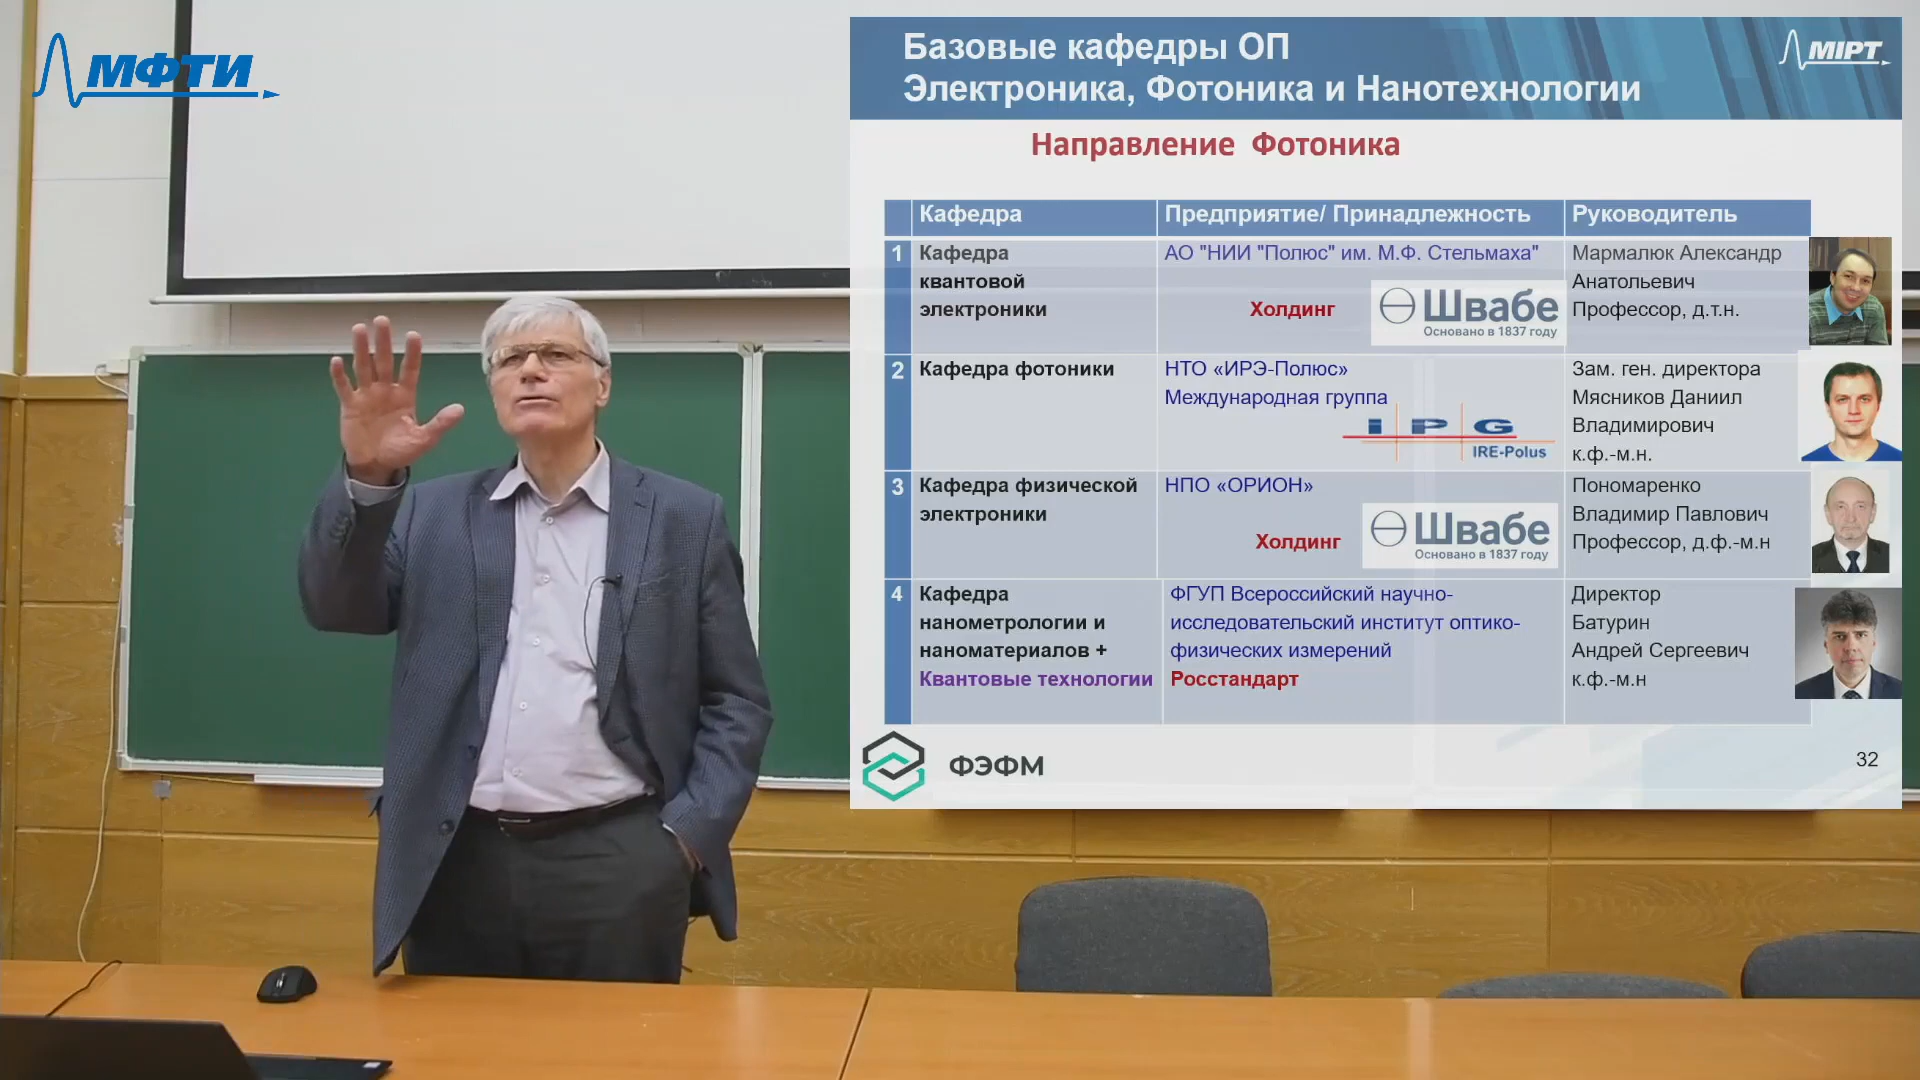 МФТИ
Базовые кафедры ОП
Электроника, Фотоника и Нанотехнологии
MIPT
Направление Фотоника
Кафедра
Предприятие/ Принадлежность
Руководитель
1
Кафедра
квантовой
электроники
АО "НИИ "Полюс" им. М.Ф. Стельмаха"
Холдинг
Швабе
Основано в 1837 году
Мармалюк Александр
Анатольевич
Профессор, д.т.н.
2
Кафедра фотоники
НТО «ИРЭ-Полюс»
Международная группа
IPG
IRE-Polus
Зам. ген. директора
Мясников Даниил
Владимирович
к.ф.-м.н.
3
Кафедра физической
электроники
НПО «ОРИОН»
Холдинг
Швабе
Основано в 1837 году
Пономаренко
Владимир Павлович
Профессор, д.ф.-м.н
4
Кафедра
нанометрологии и
наноматериалов +
Квантовые технологии
ФГУП Всероссийский научно-
исследовательский институт оптико-
физических измерений
Росстандарт
Директор
Батурин
Андрей Сергеевич
к.ф.-м.н
ФЭФМ
32